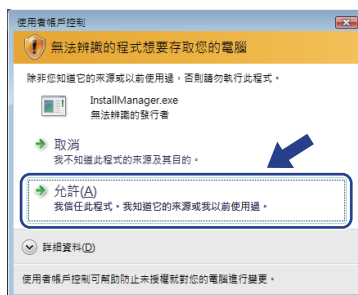 使用者帳戶控制
無法辨識的程式想要存取您的電腦
除非您知道它的來源或以前使用過，否則請勿執行此程式。
InstallManager.exe
無法辨識的發行者
取消
我不知道此程式的來源及其目的。
允許(A)
我信任此程式。我知道它的來源或我以前使用過。
詳細資料(D)
使用者帳戶控制可幫助防止未授權就對您的電腦進行變更。